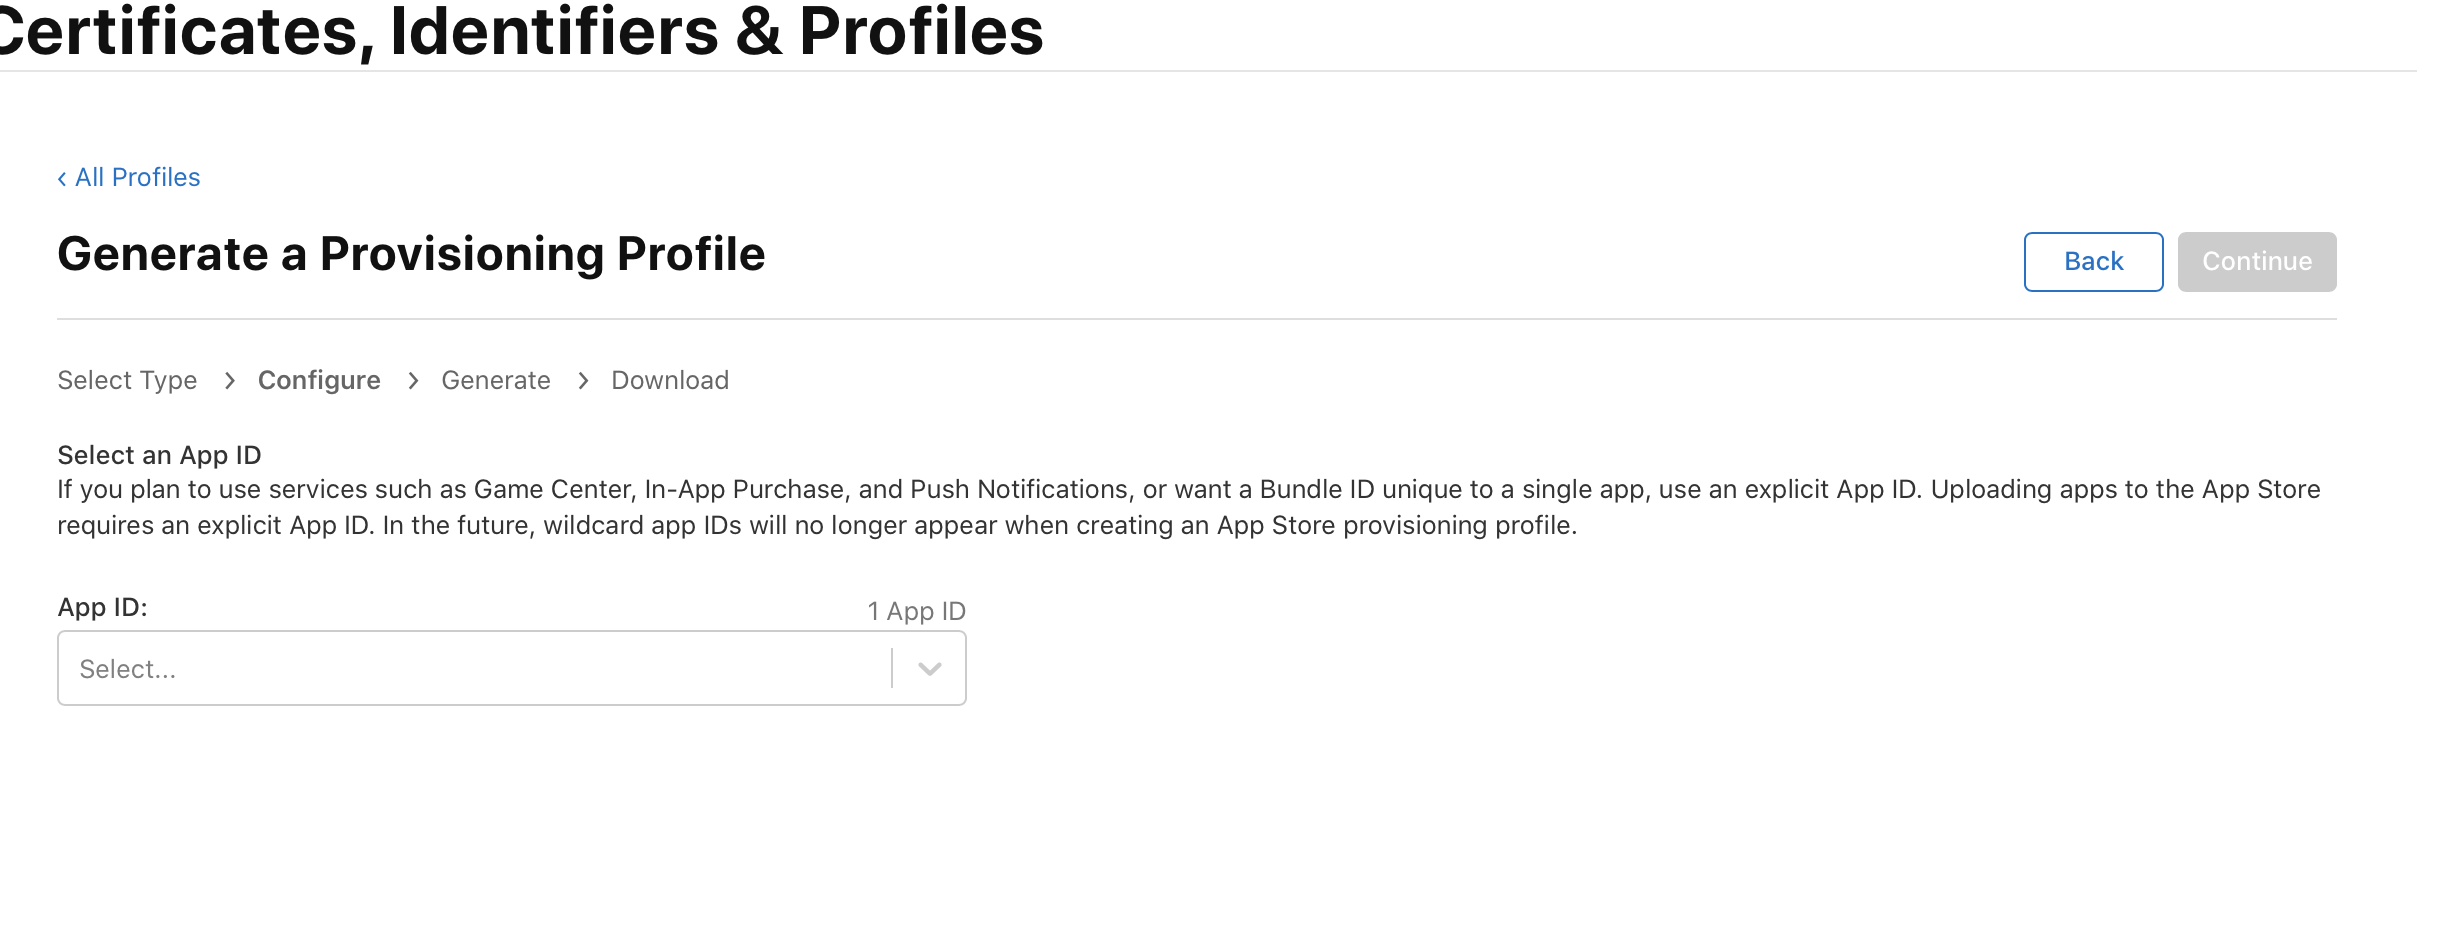 Certificates, Identifiers & Profiles
‹ All Profiles
Generate a Provisioning Profile
Back
Continue
Select Type > Configure > Generate > Download
Select an App ID
If you plan to use services such as Game Center, In-App Purchase, and Push Notifications, or want a Bundle ID unique to a single app, use an explicit App ID. Uploading apps to the App Store
requires an explicit App ID. In the future, wildcard app IDs will no longer appear when creating an App Store provisioning profile.
App ID:
1 App ID
Select...